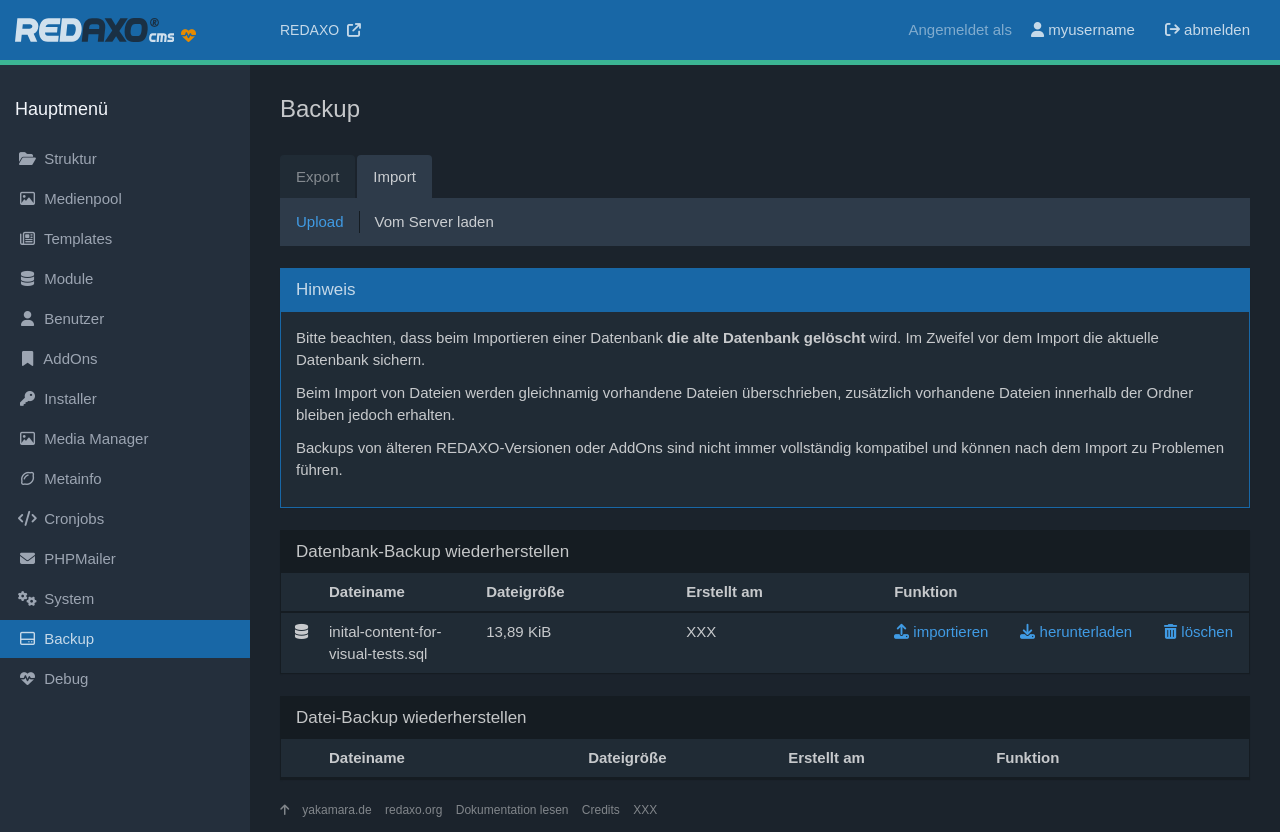 REDAXO® cms
REDAXO
Angemeldet als myusername abmelden
Hauptmenü
Struktur
Medienpool
Templates
Module
Benutzer
AddOns
Installer
Media Manager
Metainfo
Cronjobs
PHPMailer
System
Backup
Debug
Backup
Export Import
Upload Vom Server laden
Hinweis
Bitte beachten, dass beim Importieren einer Datenbank die alte Datenbank gelöscht wird. Im Zweifel vor dem Import die aktuelle
Datenbank sichern.
Beim Import von Dateien werden gleichnamig vorhandene Dateien überschrieben, zusätzlich vorhandene Dateien innerhalb der Ordner
bleiben jedoch erhalten.
Backups von älteren REDAXO-Versionen oder AddOns sind nicht immer vollständig kompatibel und können nach dem Import zu Problemen
führen.
Datenbank-Backup wiederherstellen
Dateiname Dateigröße Erstellt am Funktion
inital-content-for- 13,89 KiB XXX importieren herunterladen löschen
visual-tests.sql
Datei-Backup wiederherstellen
Dateiname Dateigröße Erstellt am Funktion
yakamara.de redaxo.org Dokumentation lesen Credits XXX